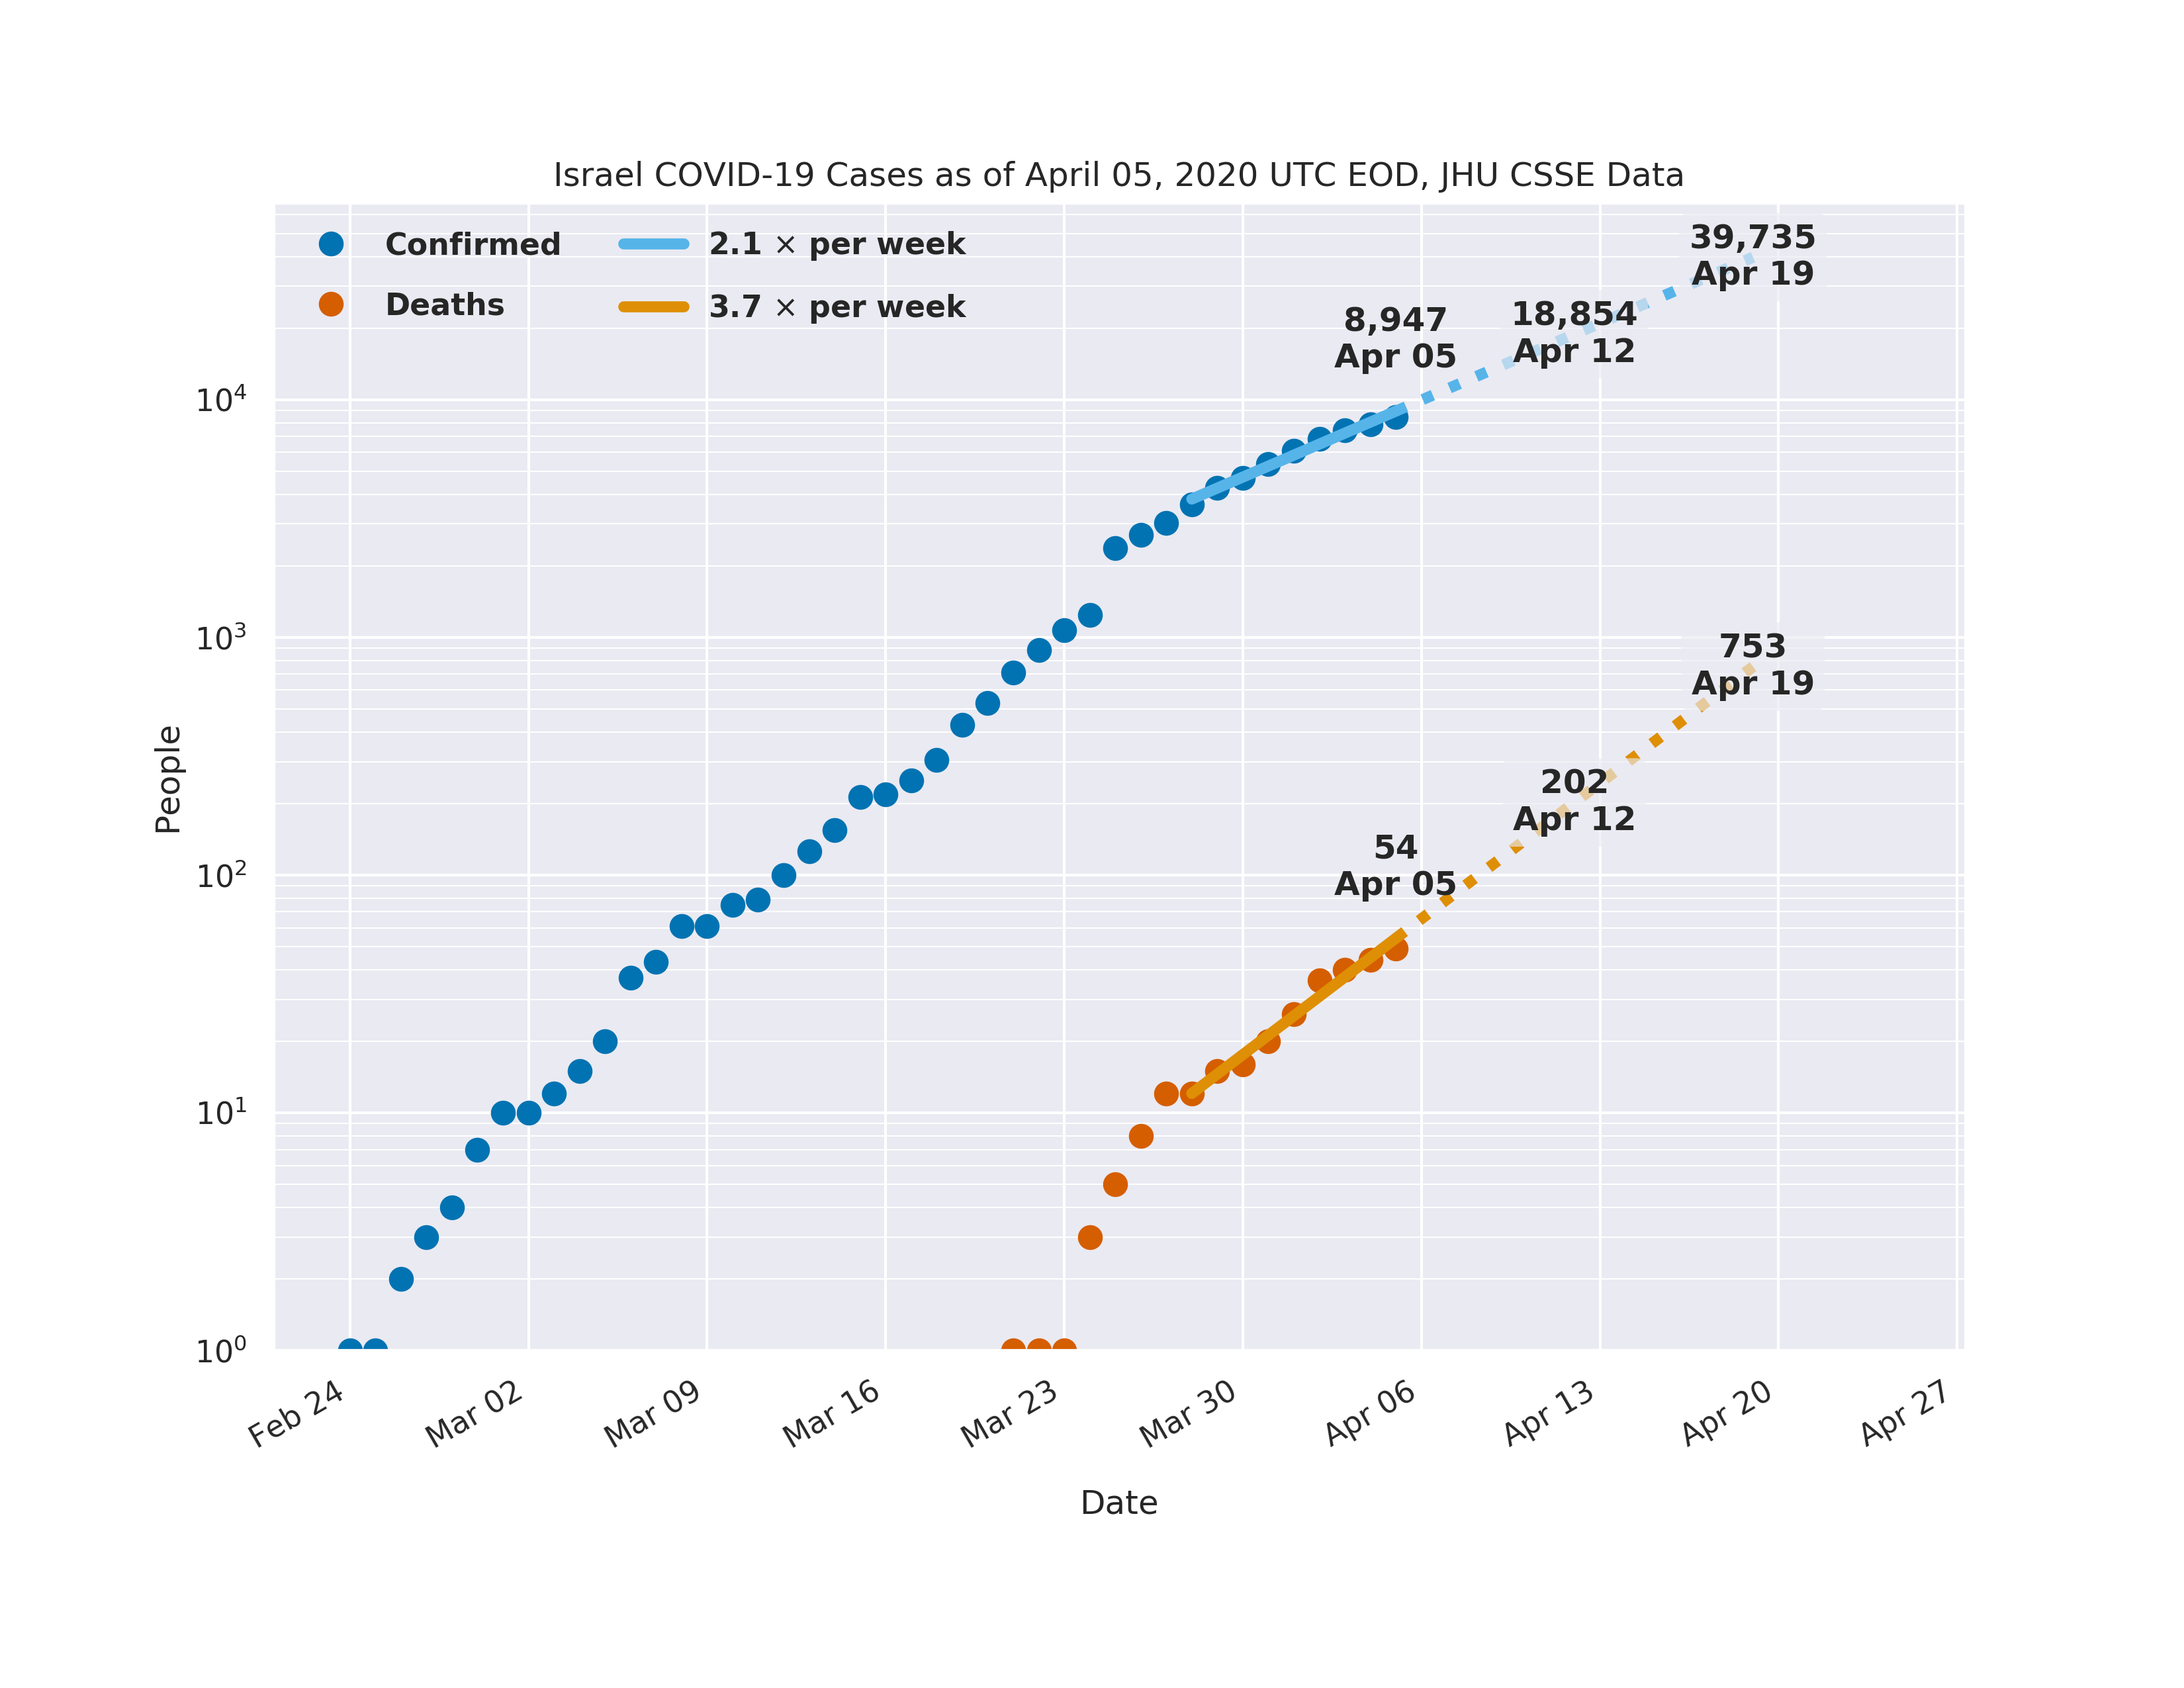 Israel COVID-19 Cases as of April 05, 2020 UTC EOD, JHU CSSE Data
Confirmed
Deaths
2.1 × per week
3.7 × per week
39,735
Apr 19
18,854
Apr 12
8,947
Apr 05
753
Apr 19
202
Apr 12
54
Apr 05
People
10⁴
10³
10²
10¹
10⁰
Feb 24
Mar 02
Mar 09
Mar 16
Mar 23
Mar 30
Apr 06
Apr 13
Apr 20
Apr 27
Date